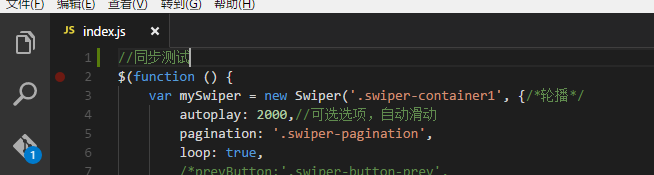 文件(F) 编辑(E) 查看(V) 转到(G) 帮助(H)
JS index.js
1 //同步测试
2 $(function () {
3 var mySwiper = new Swiper('.swiper-container1', {/*轮播*/
4 autoplay: 2000,//可选选项，自动滑动
5 pagination: '.swiper-pagination',
6 loop: true,
7 /*prevButton:'.swiper-button-prev',
1